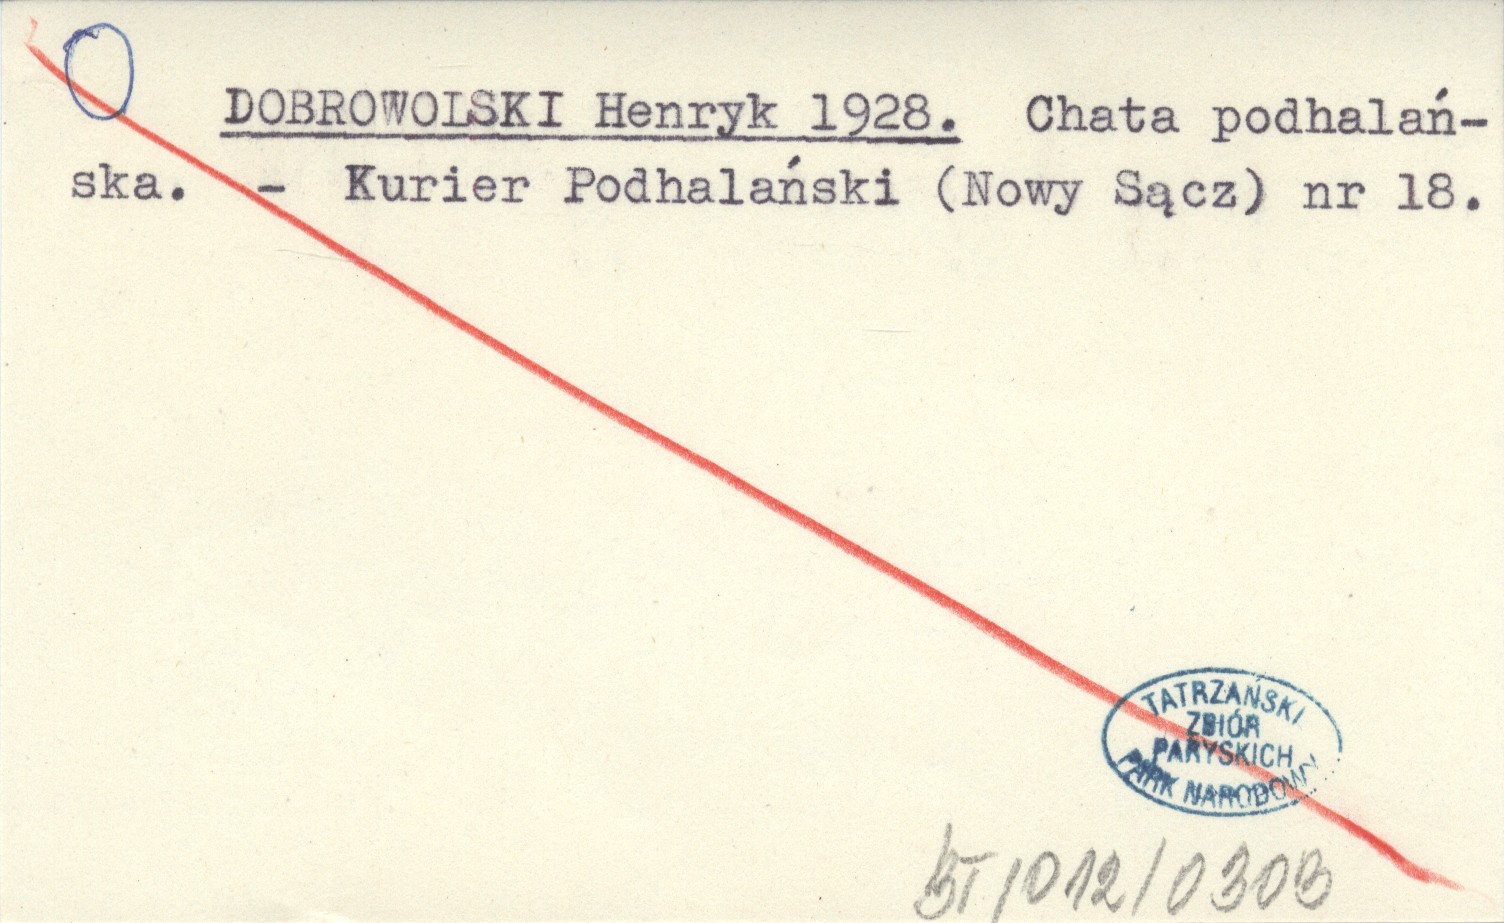 DOBROWOLSKI Henryk 1928. Chata podhalań-
ska. - Kurier Podhalański (Nowy Sącz) nr 18.
TATRZAŃSKI
ZBIÓR
PARYSKICH
PARK NARODOWY
BT/012/0303